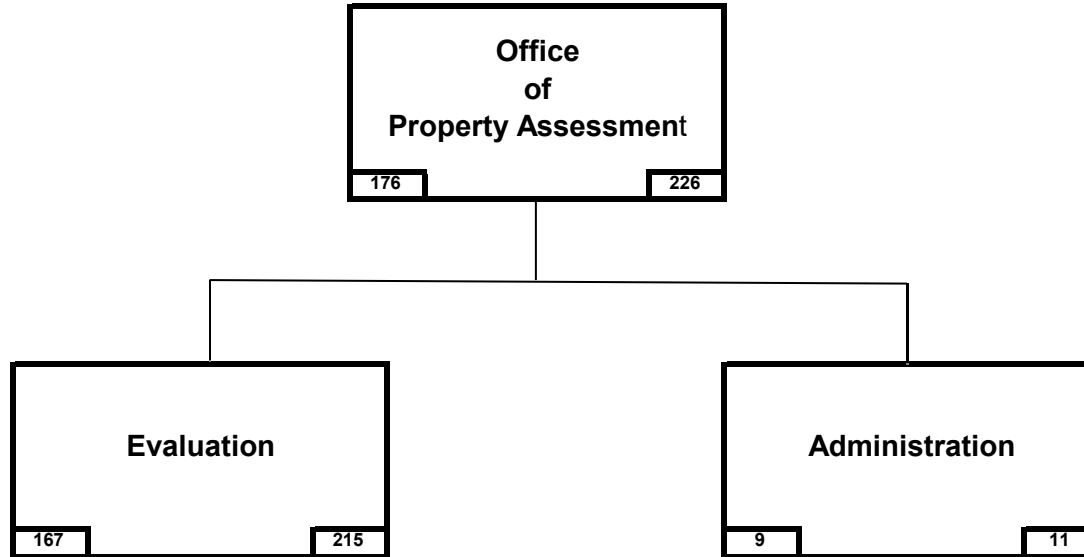 Office
of
Property Assessment
176 226
Evaluation
167 215
Administration
9 11